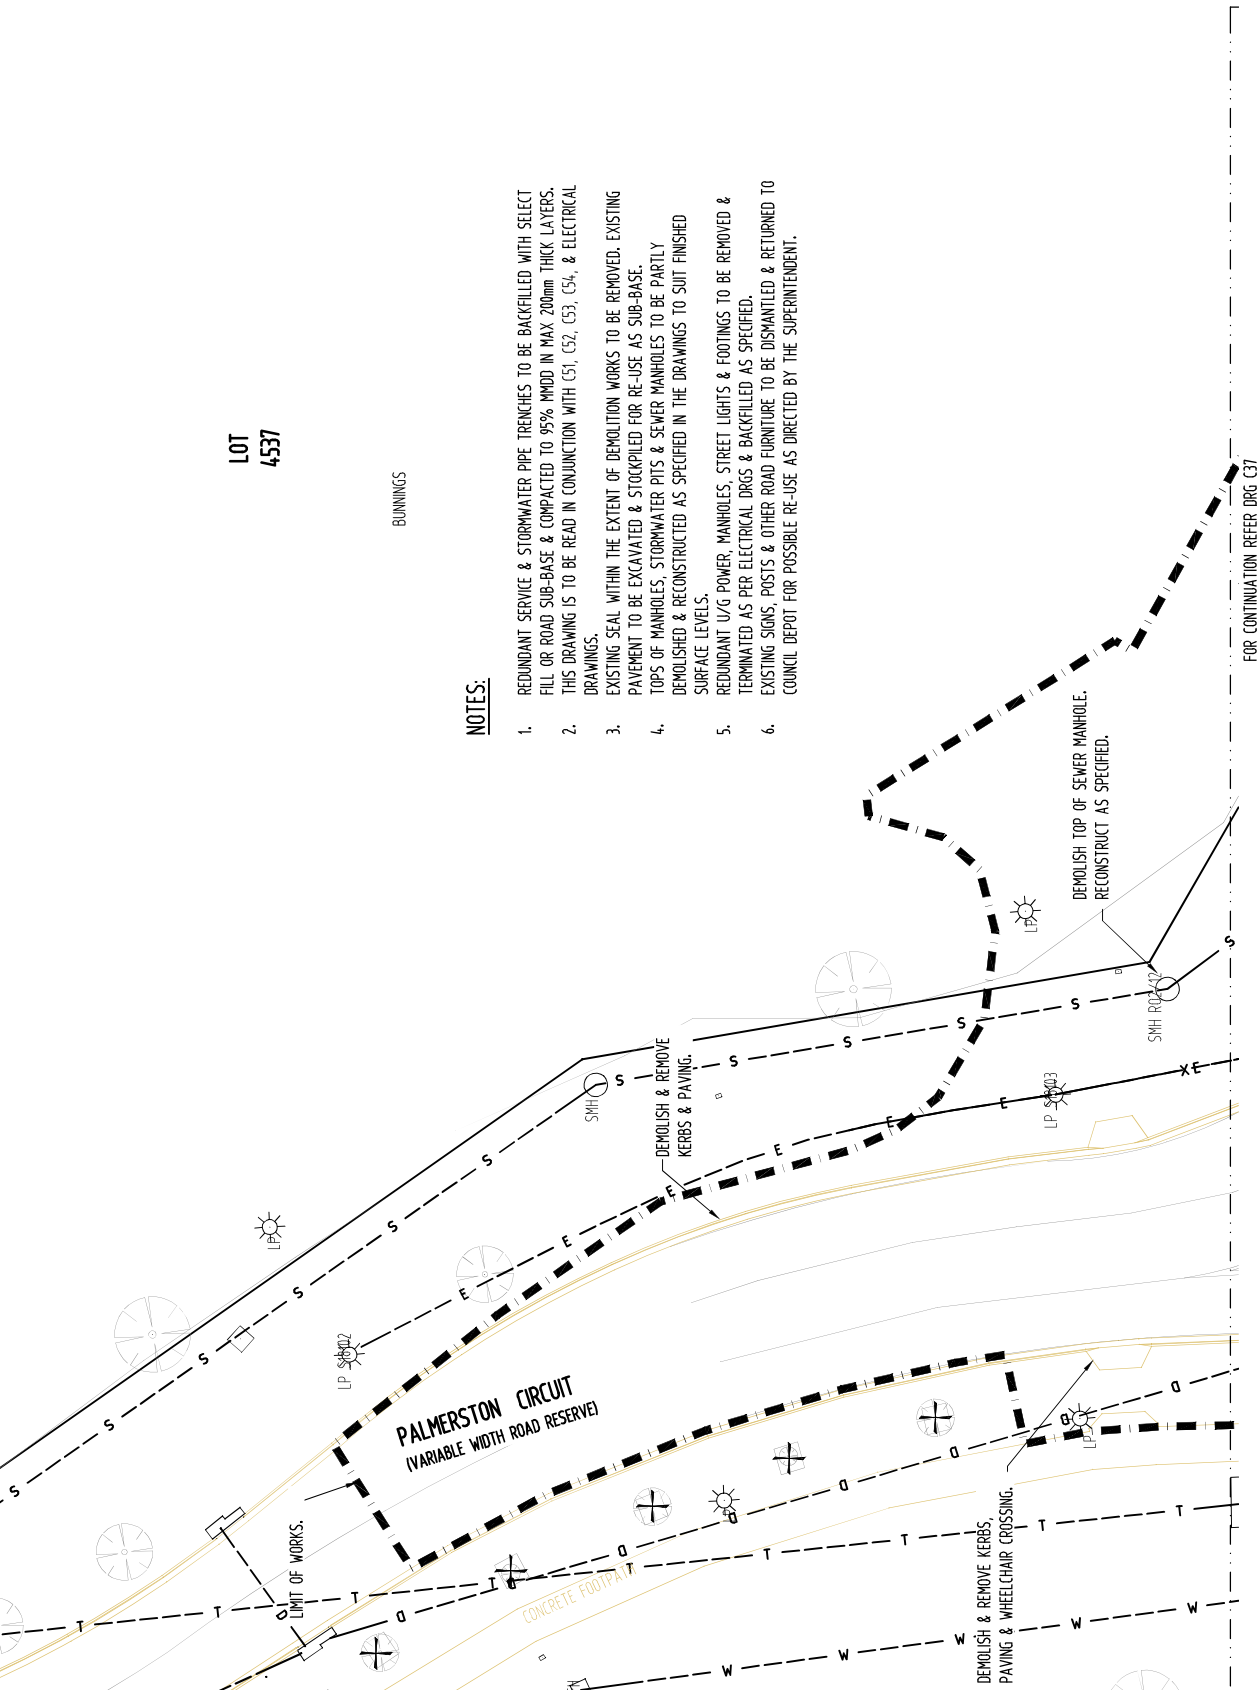 LOT
4537
BUNNINGS
NOTES:
1. REDUNDANT SERVICE & STORMWATER PIPE TRENCHES TO BE BACKFILLED WITH SELECT
FILL OR ROAD SUB-BASE & COMPACTED TO 95% MMDD IN MAX 200mm THICK LAYERS.
2. THIS DRAWING IS TO BE READ IN CONJUNCTION WITH C51, C52, C53, C54, & ELECTRICAL
DRAWINGS.
3. EXISTING SEAL WITHIN THE EXTENT OF DEMOLITION WORKS TO BE REMOVED. EXISTING
PAVEMENT TO BE EXCAVATED & STOCKPILED FOR RE-USE AS SUB-BASE.
4. TOPS OF MANHOLES, STORMWATER PITS & SEWER MANHOLES TO BE PARTLY
DEMOLISHED & RECONSTRUCTED AS SPECIFIED IN THE DRAWINGS TO SUIT FINISHED
SURFACE LEVELS.
5. REDUNDANT U/G POWER, MANHOLES, STREET LIGHTS & FOOTINGS TO BE REMOVED &
TERMINATED AS PER ELECTRICAL DRGS & BACKFILLED AS SPECIFIED.
6. EXISTING SIGNS, POSTS & OTHER ROAD FURNITURE TO BE DISMANTLED & RETURNED TO
COUNCIL DEPOT FOR POSSIBLE RE-USE AS DIRECTED BY THE SUPERINTENDENT.
FOR CONTINUATION REFER DRG C37
DEMOLISH TOP OF SEWER MANHOLE.
RECONSTRUCT AS SPECIFIED.
LP
SMH
DEMOLISH & REMOVE
KERBS & PAVING.
SMH
LP
LP
LP
PALMERSTON CIRCUIT
(VARIABLE WIDTH ROAD RESERVE)
LIMIT OF WORKS.
CONCRETE FOOTPATH
LP
LP
DEMOLISH & REMOVE KERBS,
PAVING & WHEELCHAIR CROSSING.
S S S S S S S S S S S S
E E E E E E XE
D D D D D D D D
T T T T T T T T T
W W W W W